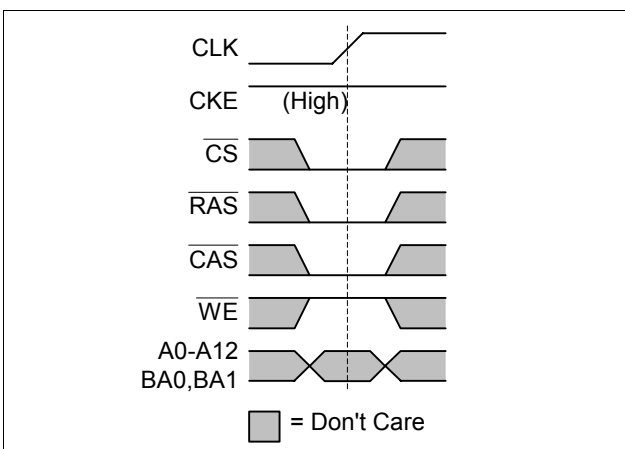 CLK
CKE (High)
CS
RAS
CAS
WE
A0-A12
BA0,BA1
= Don't Care